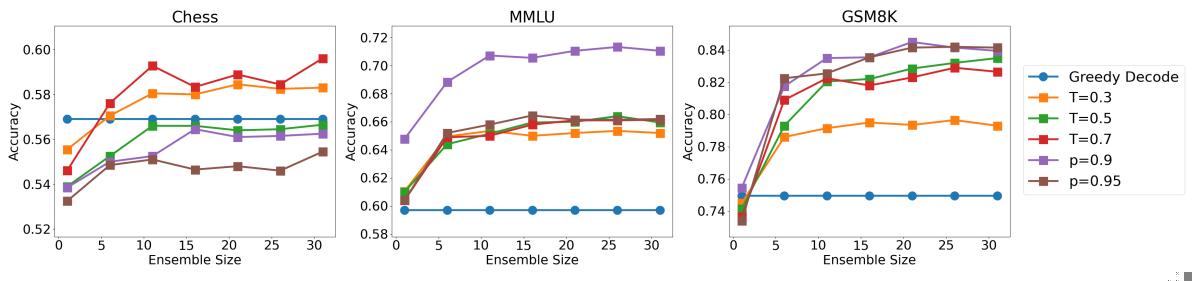 Chess
Accuracy
0.60
0.58
0.56
0.54
0.52
0
5
10
15
20
25
30
Ensemble Size
MMLU
Accuracy
0.72
0.70
0.68
0.66
0.64
0.62
0.60
0.58
0
5
10
15
20
25
30
Ensemble Size
GSM8K
Accuracy
0.84
0.82
0.80
0.78
0.76
0.74
0
5
10
15
20
25
30
Ensemble Size
Greedy Decode
T=0.3
T=0.5
T=0.7
p=0.9
p=0.95